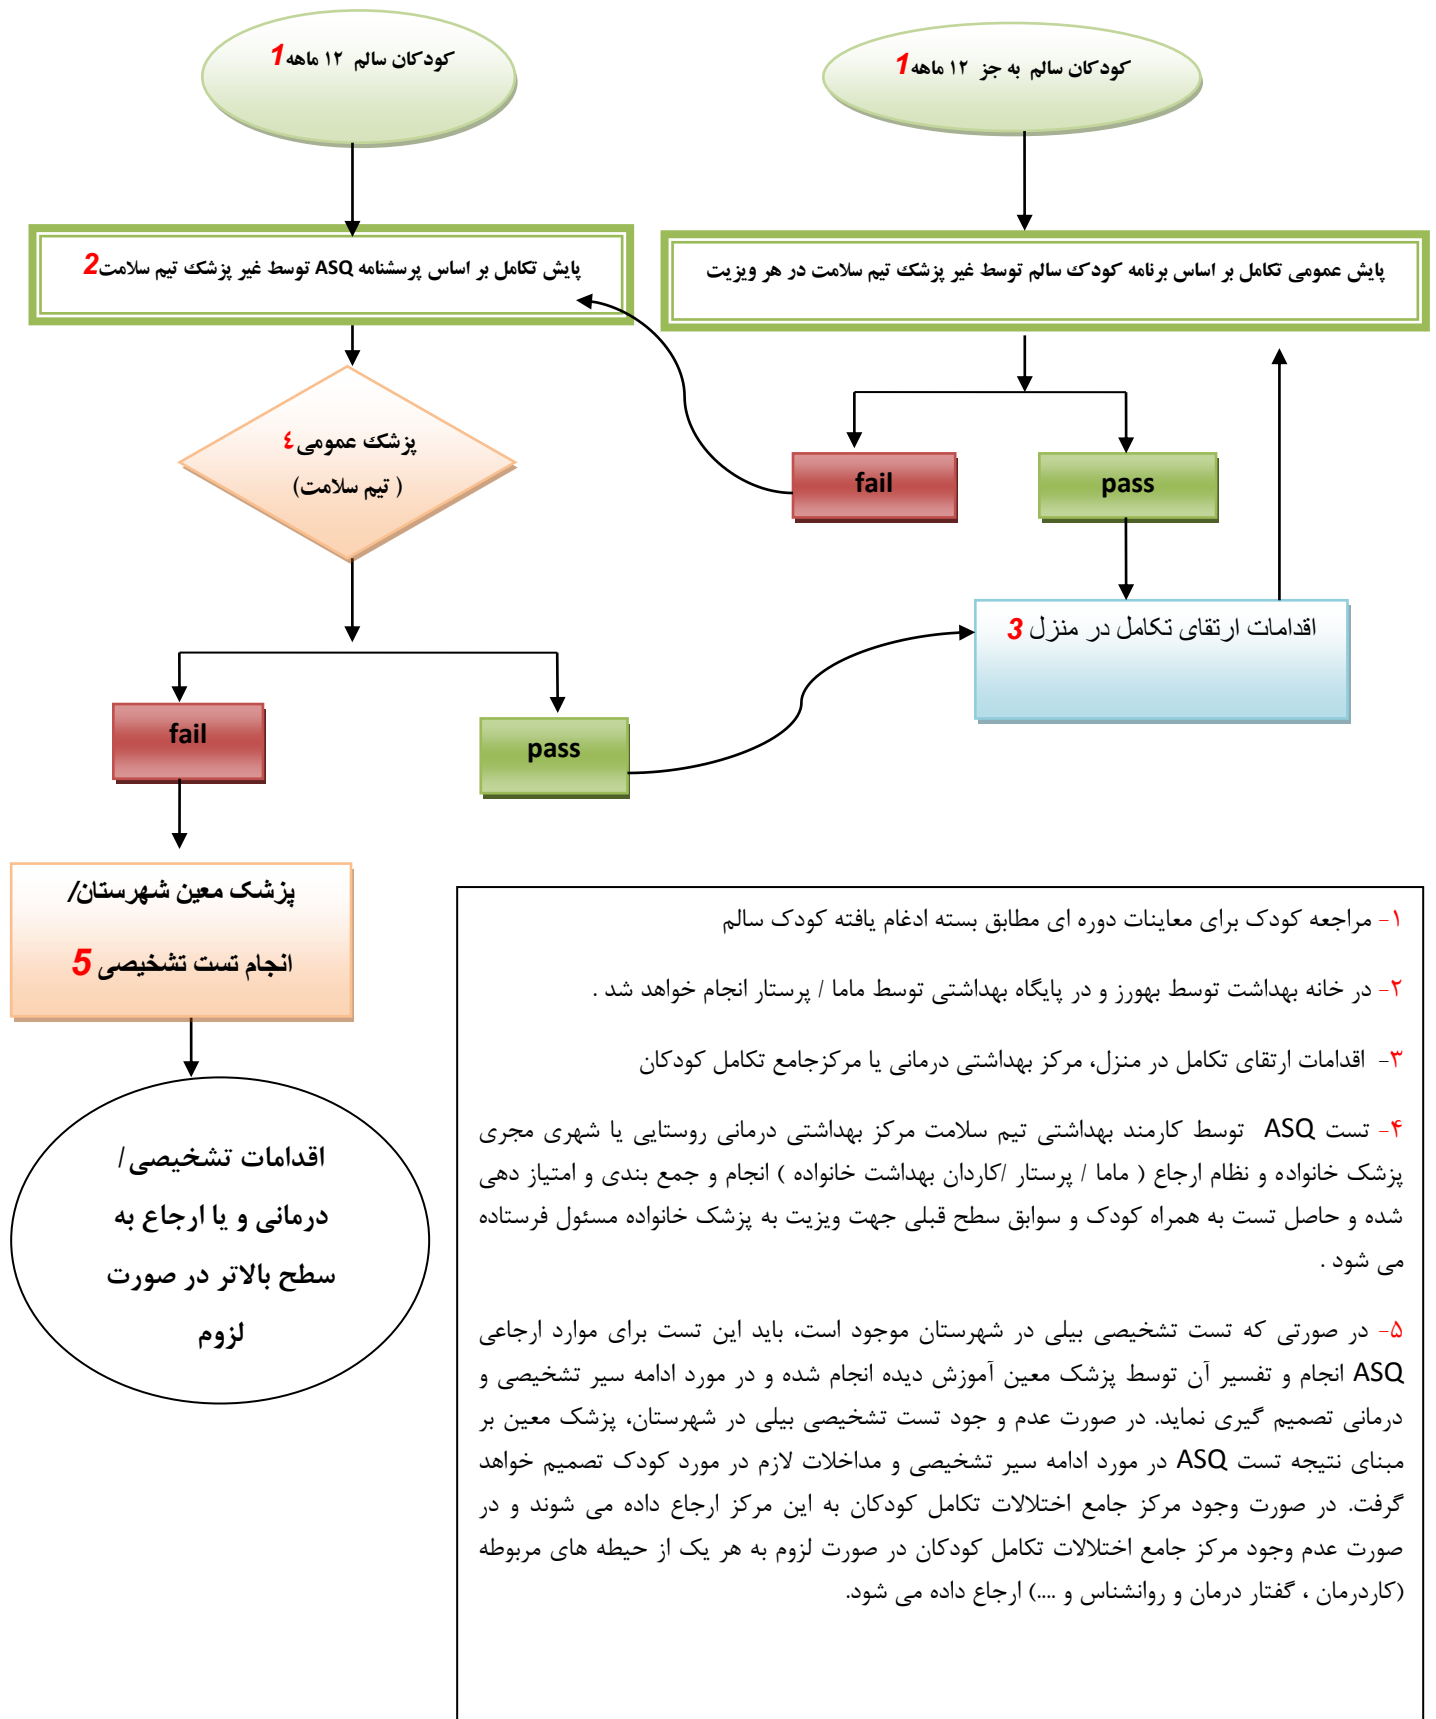 کودکان سالم به جز ۱۲ ماهه 1
کودکان سالم ۱۲ ماهه 1
پایش عمومی تکامل بر اساس برنامه کودک سالم توسط غیر پزشک تیم سلامت در هر ویزیت
پایش تکامل بر اساس پرسشنامه ASQ توسط غیر پزشک تیم سلامت 2
پزشک عمومی ٤
( تیم سلامت)
fail
pass
اقدامات ارتقای تکامل در منزل 3
fail
pass
پزشک معین شهرستان/
انجام تست تشخیصی 5
اقدامات تشخیصی /
درمانی و یا ارجاع به
سطح بالاتر در صورت
لزوم
۱- مراجعه کودک برای معاینات دوره ای مطابق بسته ادغام یافته کودک سالم
۲- در خانه بهداشت توسط بهورز و در پایگاه بهداشتی توسط ماما / پرستار انجام خواهد شد .
۳- اقدامات ارتقای تکامل در منزل، مرکز بهداشتی درمانی یا مرکزجامع تکامل کودکان
۴- تست ASQ توسط کارمند بهداشتی تیم سلامت مرکز بهداشتی درمانی روستایی یا شهری مجری
پزشک خانواده و نظام ارجاع ( ماما / پرستار /کاردان بهداشت خانواده ) انجام و جمع بندی و امتیاز دهی
شده و حاصل تست به همراه کودک و سوابق سطح قبلی جهت ویزیت به پزشک خانواده مسئول فرستاده
می شود .
۵- در صورتی که تست تشخیصی بیلی در شهرستان موجود است، باید این تست برای موارد ارجاعی
ASQ انجام و تفسیر آن توسط پزشک معین آموزش دیده انجام شده و در مورد ادامه سیر تشخیصی و
درمانی تصمیم گیری نماید. در صورت عدم و جود تست تشخیصی بیلی در شهرستان، پزشک معین بر
مبنای نتیجه تست ASQ در مورد ادامه سیر تشخیصی و مداخلات لازم در مورد کودک تصمیم خواهد
گرفت. در صورت وجود مرکز جامع اختلالات تکامل کودکان به این مرکز ارجاع داده می شوند و در
صورت عدم وجود مرکز جامع اختلالات تکامل کودکان در صورت لزوم به هر یک از حیطه های مربوطه
(کاردرمان ، گفتار درمان و روانشناس و ....) ارجاع داده می شود.